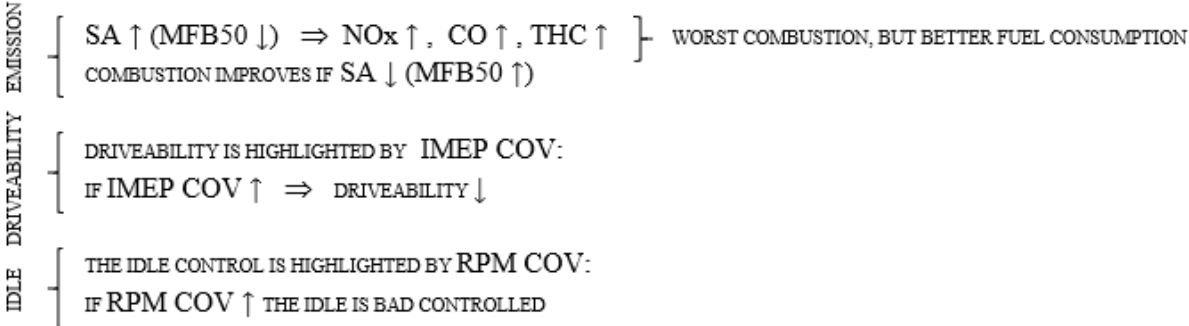 EMISSION
SA ↑ (MFB50 ↓) ⇒ NOx ↑ , CO ↑ , THC ↑ WORST COMBUSTION, BUT BETTER FUEL CONSUMPTION
COMBUSTION IMPROVES IF SA ↓ (MFB50 ↑)
DRIVEABILITY
DRIVEABILITY IS HIGHLIGHTED BY IMEP COV:
IF IMEP COV ↑ ⇒ DRIVEABILITY ↓
IDLE
THE IDLE CONTROL IS HIGHLIGHTED BY RPM COV:
IF RPM COV ↑ THE IDLE IS BAD CONTROLLED